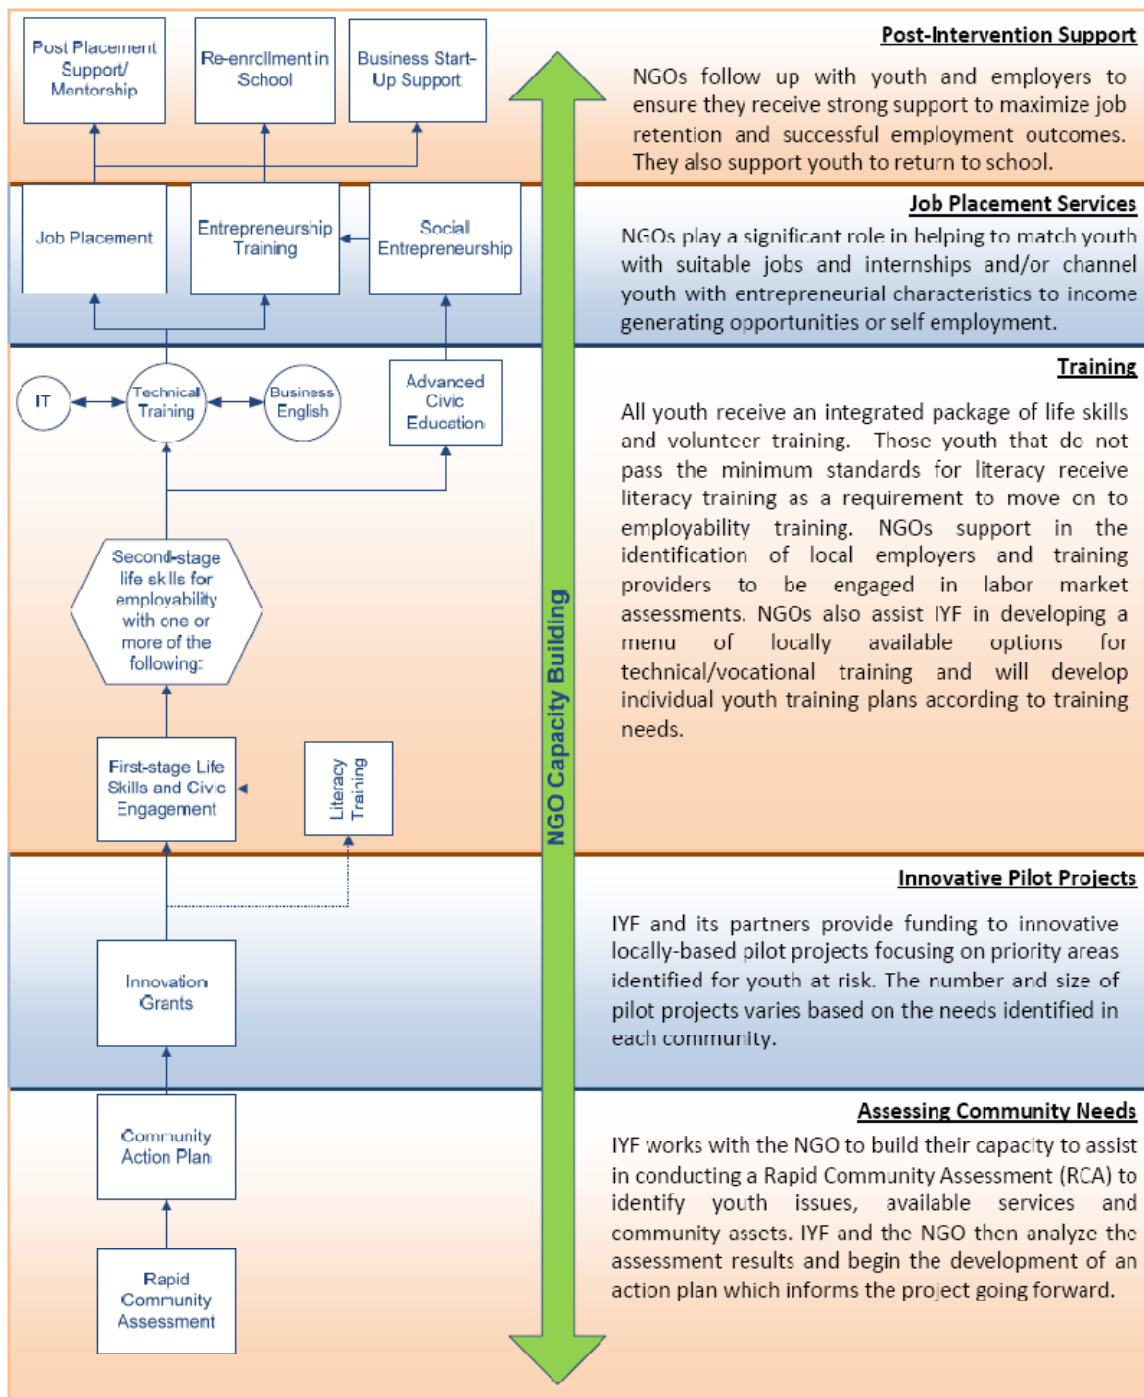 Post Placement
Support/
Mentorship
Re-enrollment in
School
Business Start-
Up Support
Post-Intervention Support
NGOs follow up with youth and employers to
ensure they receive strong support to maximize job
retention and successful employment outcomes.
They also support youth to return to school.
Job Placement
Entrepreneurship
Training
Social
Entrepreneurship
Job Placement Services
NGOs play a significant role in helping to match youth
with suitable jobs and internships and/or channel
youth with entrepreneurial characteristics to income
generating opportunities or self employment.
IT
Technical
Training
Business
English
Advanced
Civic
Education
Training
All youth receive an integrated package of life skills
and volunteer training. Those youth that do not
pass the minimum standards for literacy receive
literacy training as a requirement to move on to
employability training. NGOs support in the
identification of local employers and training
providers to be engaged in labor market
assessments. NGOs also assist IYF in developing a
menu of locally available options for
technical/vocational training and will develop
individual youth training plans according to training
needs.
Second-stage
life skills for
employability
with one or
more of the
following:
First-stage Life
Skills and Civic
Engagement
Literacy
Training
NGO Capacity Building
Innovative Pilot Projects
IYF and its partners provide funding to innovative
locally-based pilot projects focusing on priority areas
identified for youth at risk. The number and size of
pilot projects varies based on the needs identified in
each community.
Innovation
Grants
Assessing Community Needs
IYF works with the NGO to build their capacity to assist
in conducting a Rapid Community Assessment (RCA) to
identify youth issues, available services and
community assets. IYF and the NGO then analyze the
assessment results and begin the development of an
action plan which informs the project going forward.
Community
Action Plan
Rapid
Community
Assessment